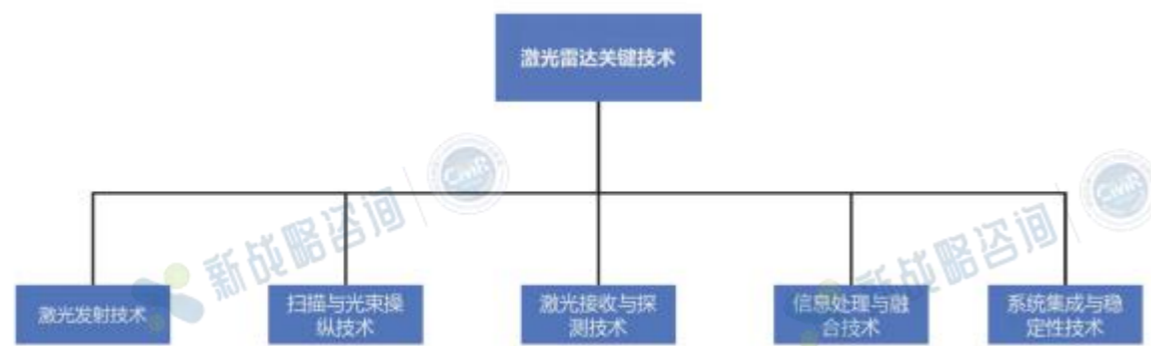 激光雷达关键技术
CMR
新战略咨询
CMR
新战略咨询
激光发射技术
扫描与光束操
纵技术
激光接收与探
测技术
信息处理与融
合技术
系统集成与稳
定性技术